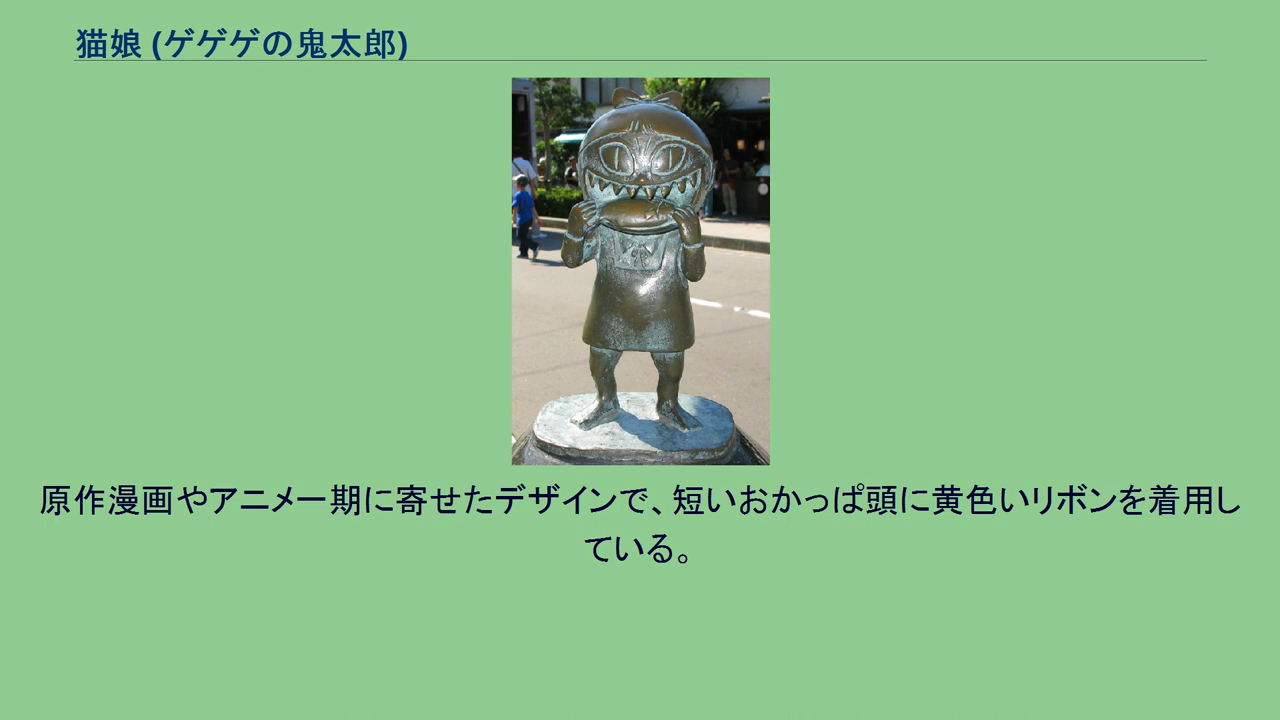 猫娘 (ゲゲゲの鬼太郎)
原作漫画やアニメ一期に寄せたデザインで、短いおかっぱ頭に黄色いリボンを着用し
ている。